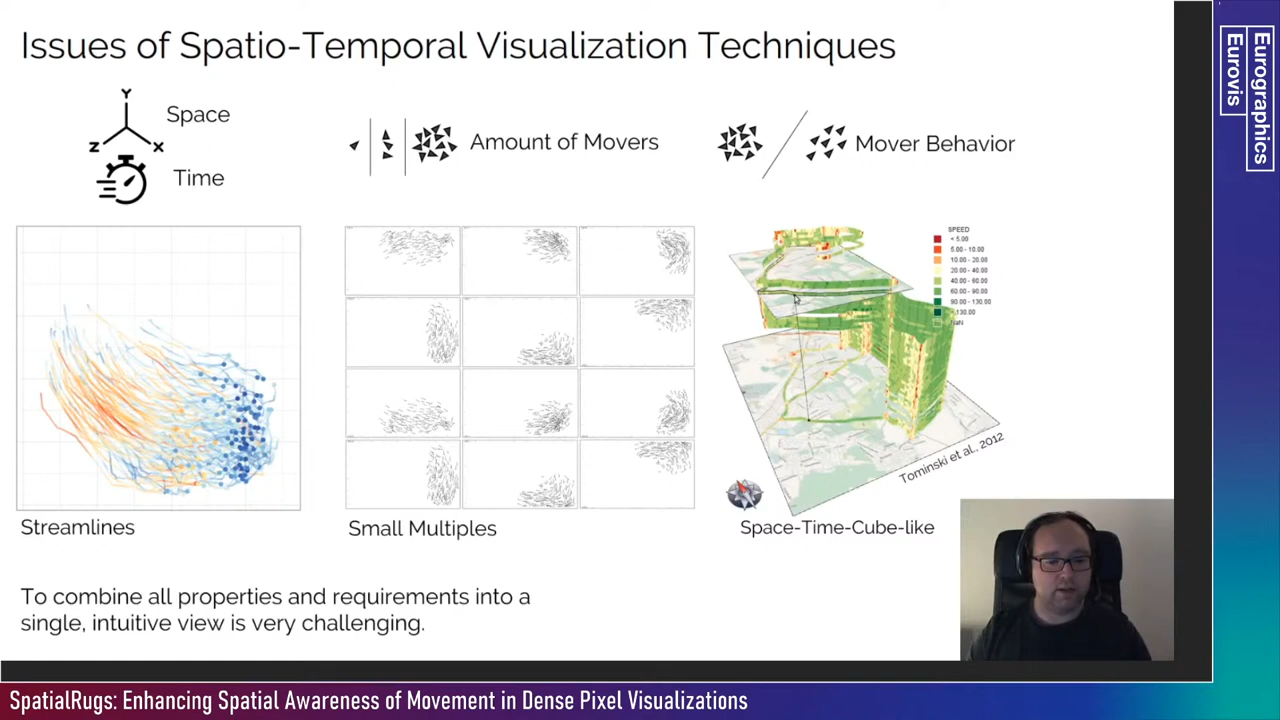 Issues of Spatio-Temporal Visualization Techniques
Y
Z
X
Space
Time
Amount of Movers
Mover Behavior
SPEED
< 5.00
5.00 - 10.00
10.00 - 20.00
20.00 - 40.00
40.00 - 60.00
60.00 - 90.00
90.00 - 130.00
130.00
NaN
Tominski et al., 2012
Streamlines
Small Multiples
Space-Time-Cube-like
To combine all properties and requirements into a
single, intuitive view is very challenging.
Eurographics
Eurovis
SpatialRugs: Enhancing Spatial Awareness of Movement in Dense Pixel Visualizations